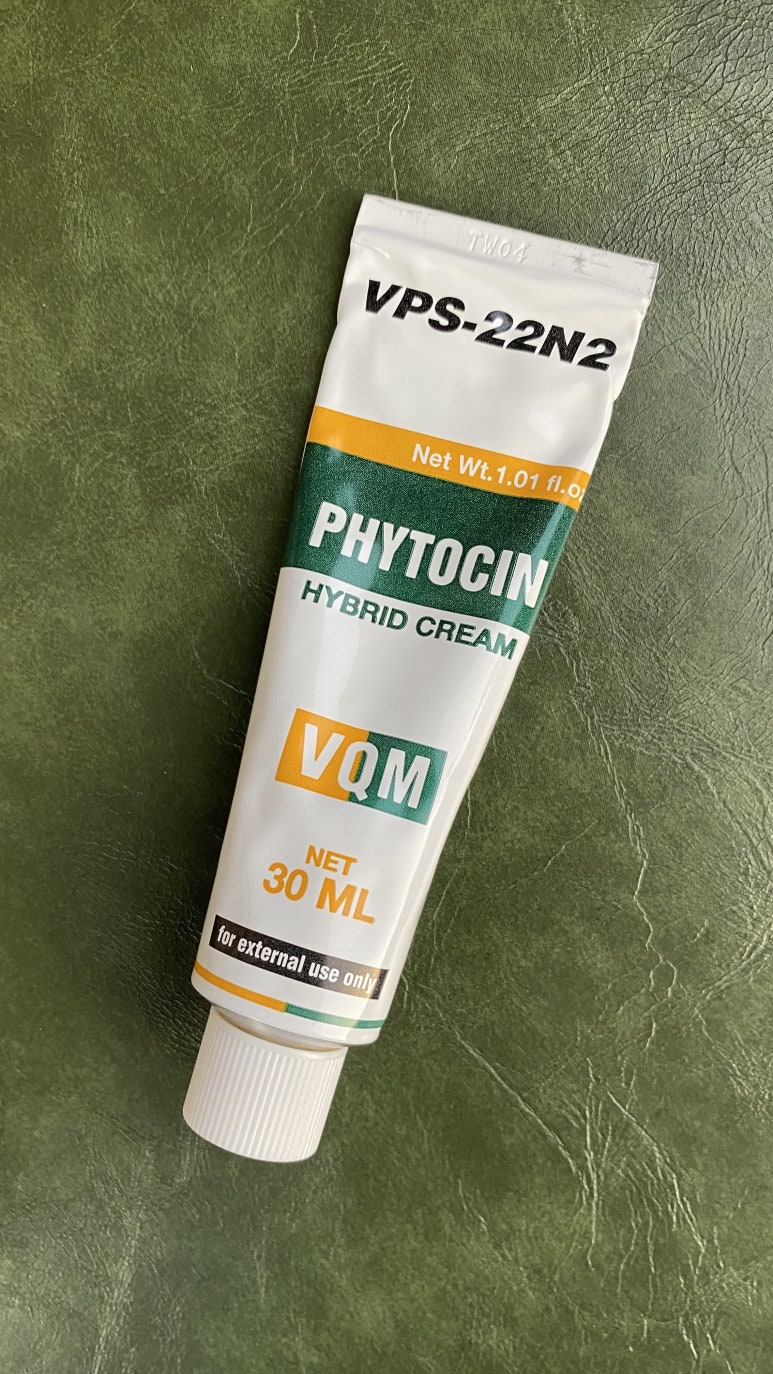 TW04
VPS-22N2
Net Wt.1.01 fl.oz
PHYTOCIN
HYBRID CREAM
VQM
NET
30 ML
for external use only